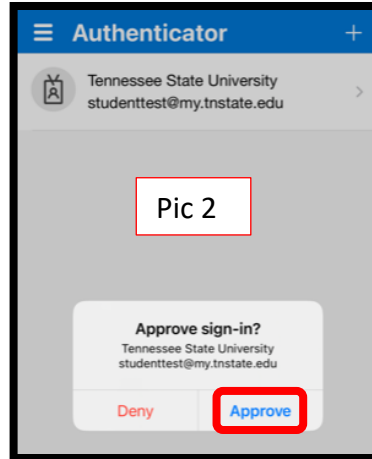 Authenticator
Tennessee State University
studenttest@my.tnstate.edu
Pic 2
Approve sign-in?
Tennessee State University
studenttest@my.tnstate.edu
Deny Approve